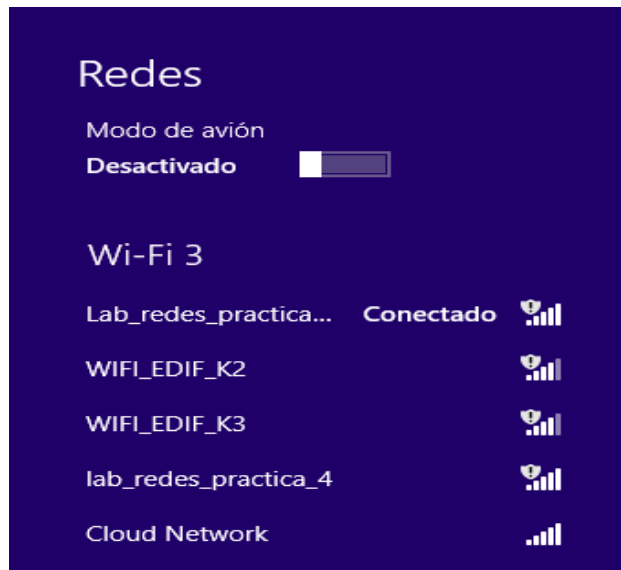 Redes
Modo de avión
Desactivado
Wi-Fi 3
Lab_redes_practica... Conectado
WIFI_EDIF_K2
WIFI_EDIF_K3
lab_redes_practica_4
Cloud Network